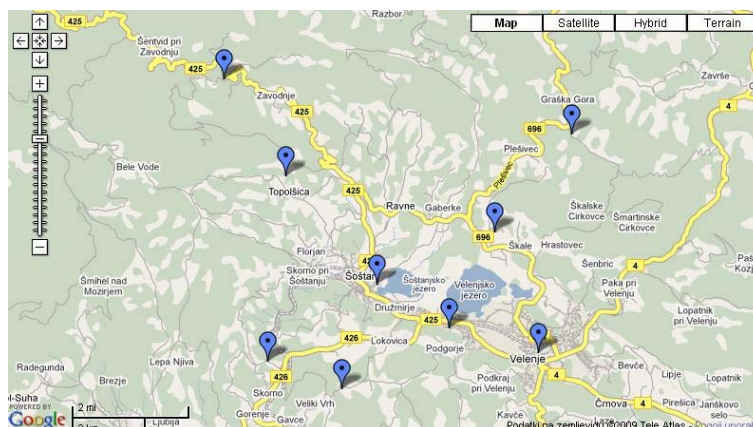 Map Satellite Hybrid Terrain
Razbor
425
Šentvid pri
Zavodnju
425
Završe
4
Zavodnje
Graška Gora
425
696
Plešivec
Bele Vode
Plešivec
Topolšica
425
Ravne
Gaberke
Škalske
Cirkovce
Šmartinske
Cirkovce
696
Škale
Hrastovec
Florjan
Šenbric
4
Skorno pri
Šoštanju
Šoštanjsko
jezero
Velenjsko
jezero
Šmihel nad
Mozirjem
Paka pri
Velenju
Družmirje
425
Lopatnik
pri Velenju
426
Lokovica
Podgorje
Velenje
Lepa Njiva
Radegunda
Brezje
426
Skorno
Veliki Vrh
Podkraj
pri Velenju
4
Bevče
Lipje
Lopatnik
2 mi
Gorenje
Gavce
Kavče
4
Črnova
Pirešica
Janškovo
selo
POWERED BY
Google
Ljubija
Podatki na zemljevidu ©2009 Tele Atlas -